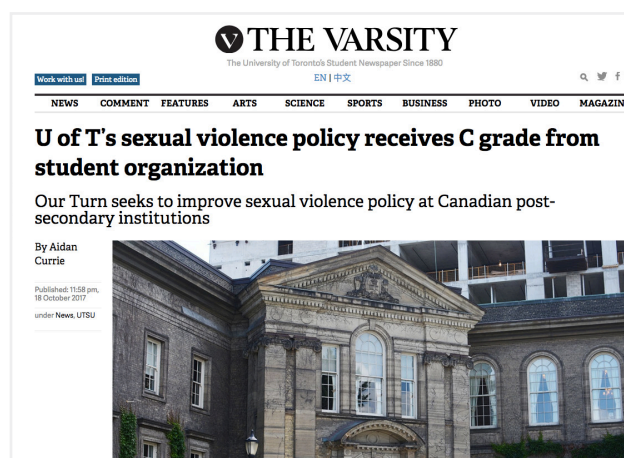 V THE VARSITY
The University of Toronto's Student Newspaper Since 1880
Work with us! Print edition EN | 中文
NEWS COMMENT FEATURES ARTS SCIENCE SPORTS BUSINESS PHOTO VIDEO MAGAZIN
U of T's sexual violence policy receives C grade from
student organization
Our Turn seeks to improve sexual violence policy at Canadian post-
secondary institutions
By Aidan
Currie
Published: 11:58 pm,
18 October 2017
under News, UTSU